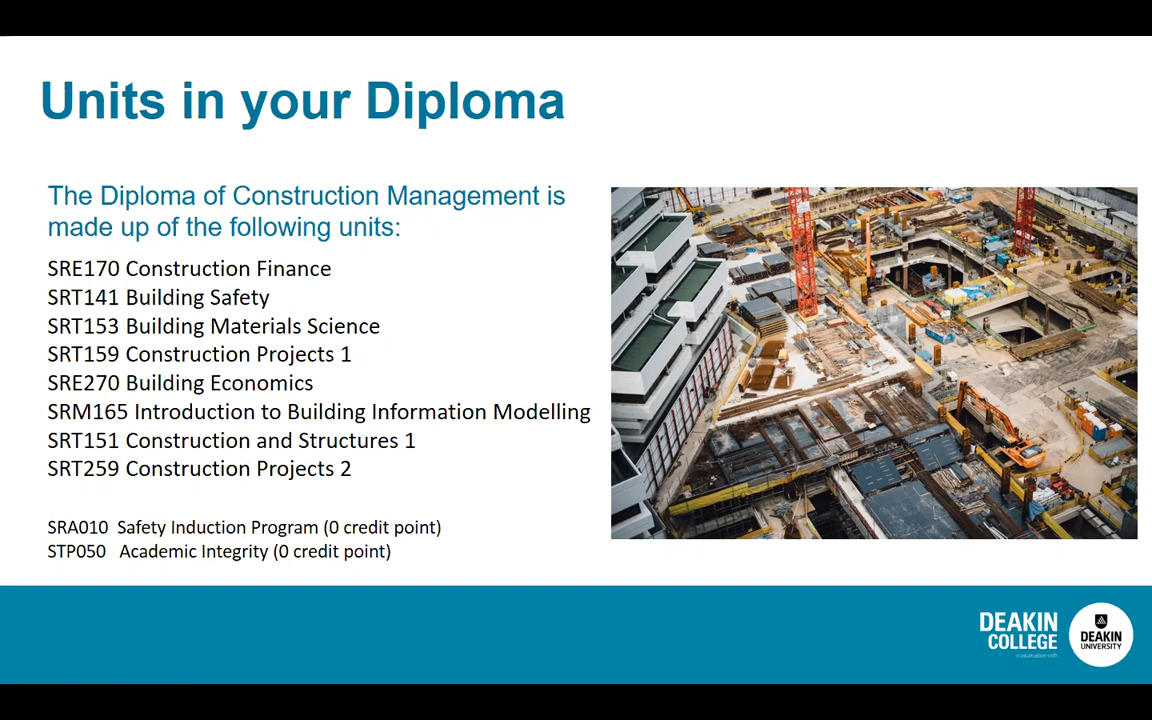 Units in your Diploma
The Diploma of Construction Management is
made up of the following units:
SRE170 Construction Finance
SRT141 Building Safety
SRT153 Building Materials Science
SRT159 Construction Projects 1
SRE270 Building Economics
SRM165 Introduction to Building Information Modelling
SRT151 Construction and Structures 1
SRT259 Construction Projects 2
SRA010 Safety Induction Program (0 credit point)
STP050 Academic Integrity (0 credit point)
DEAKIN
COLLEGE
DEAKIN
UNIVERSITY